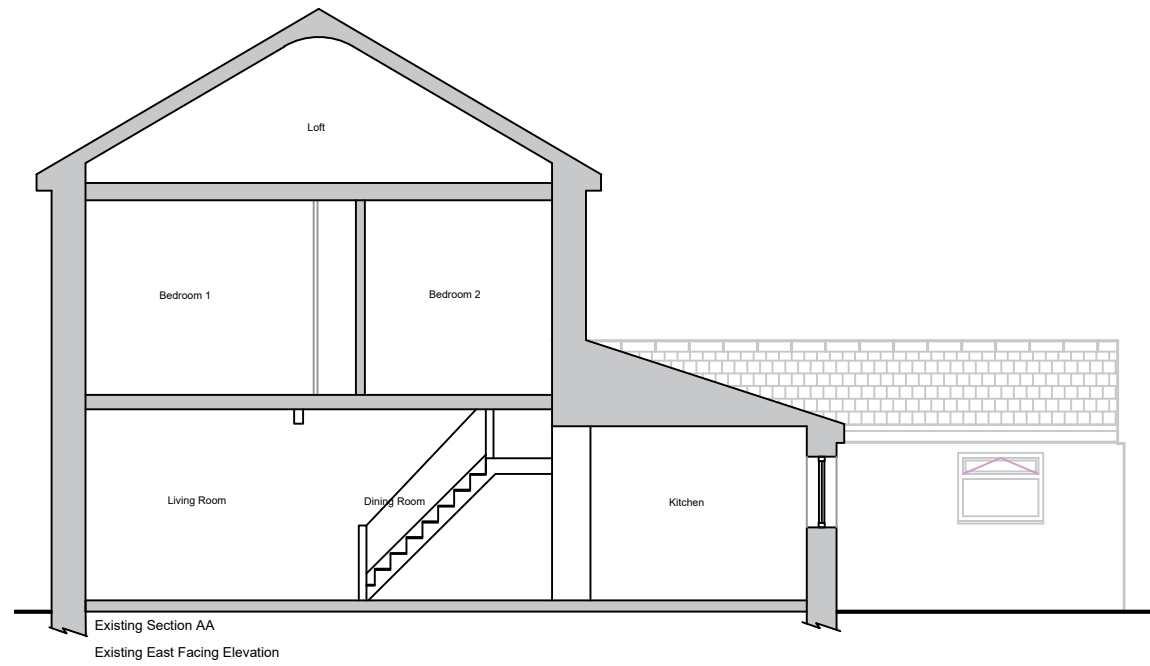 Loft
Bedroom 1
Bedroom 2
Living Room
Dining Room
Kitchen
Existing Section AA
Existing East Facing Elevation